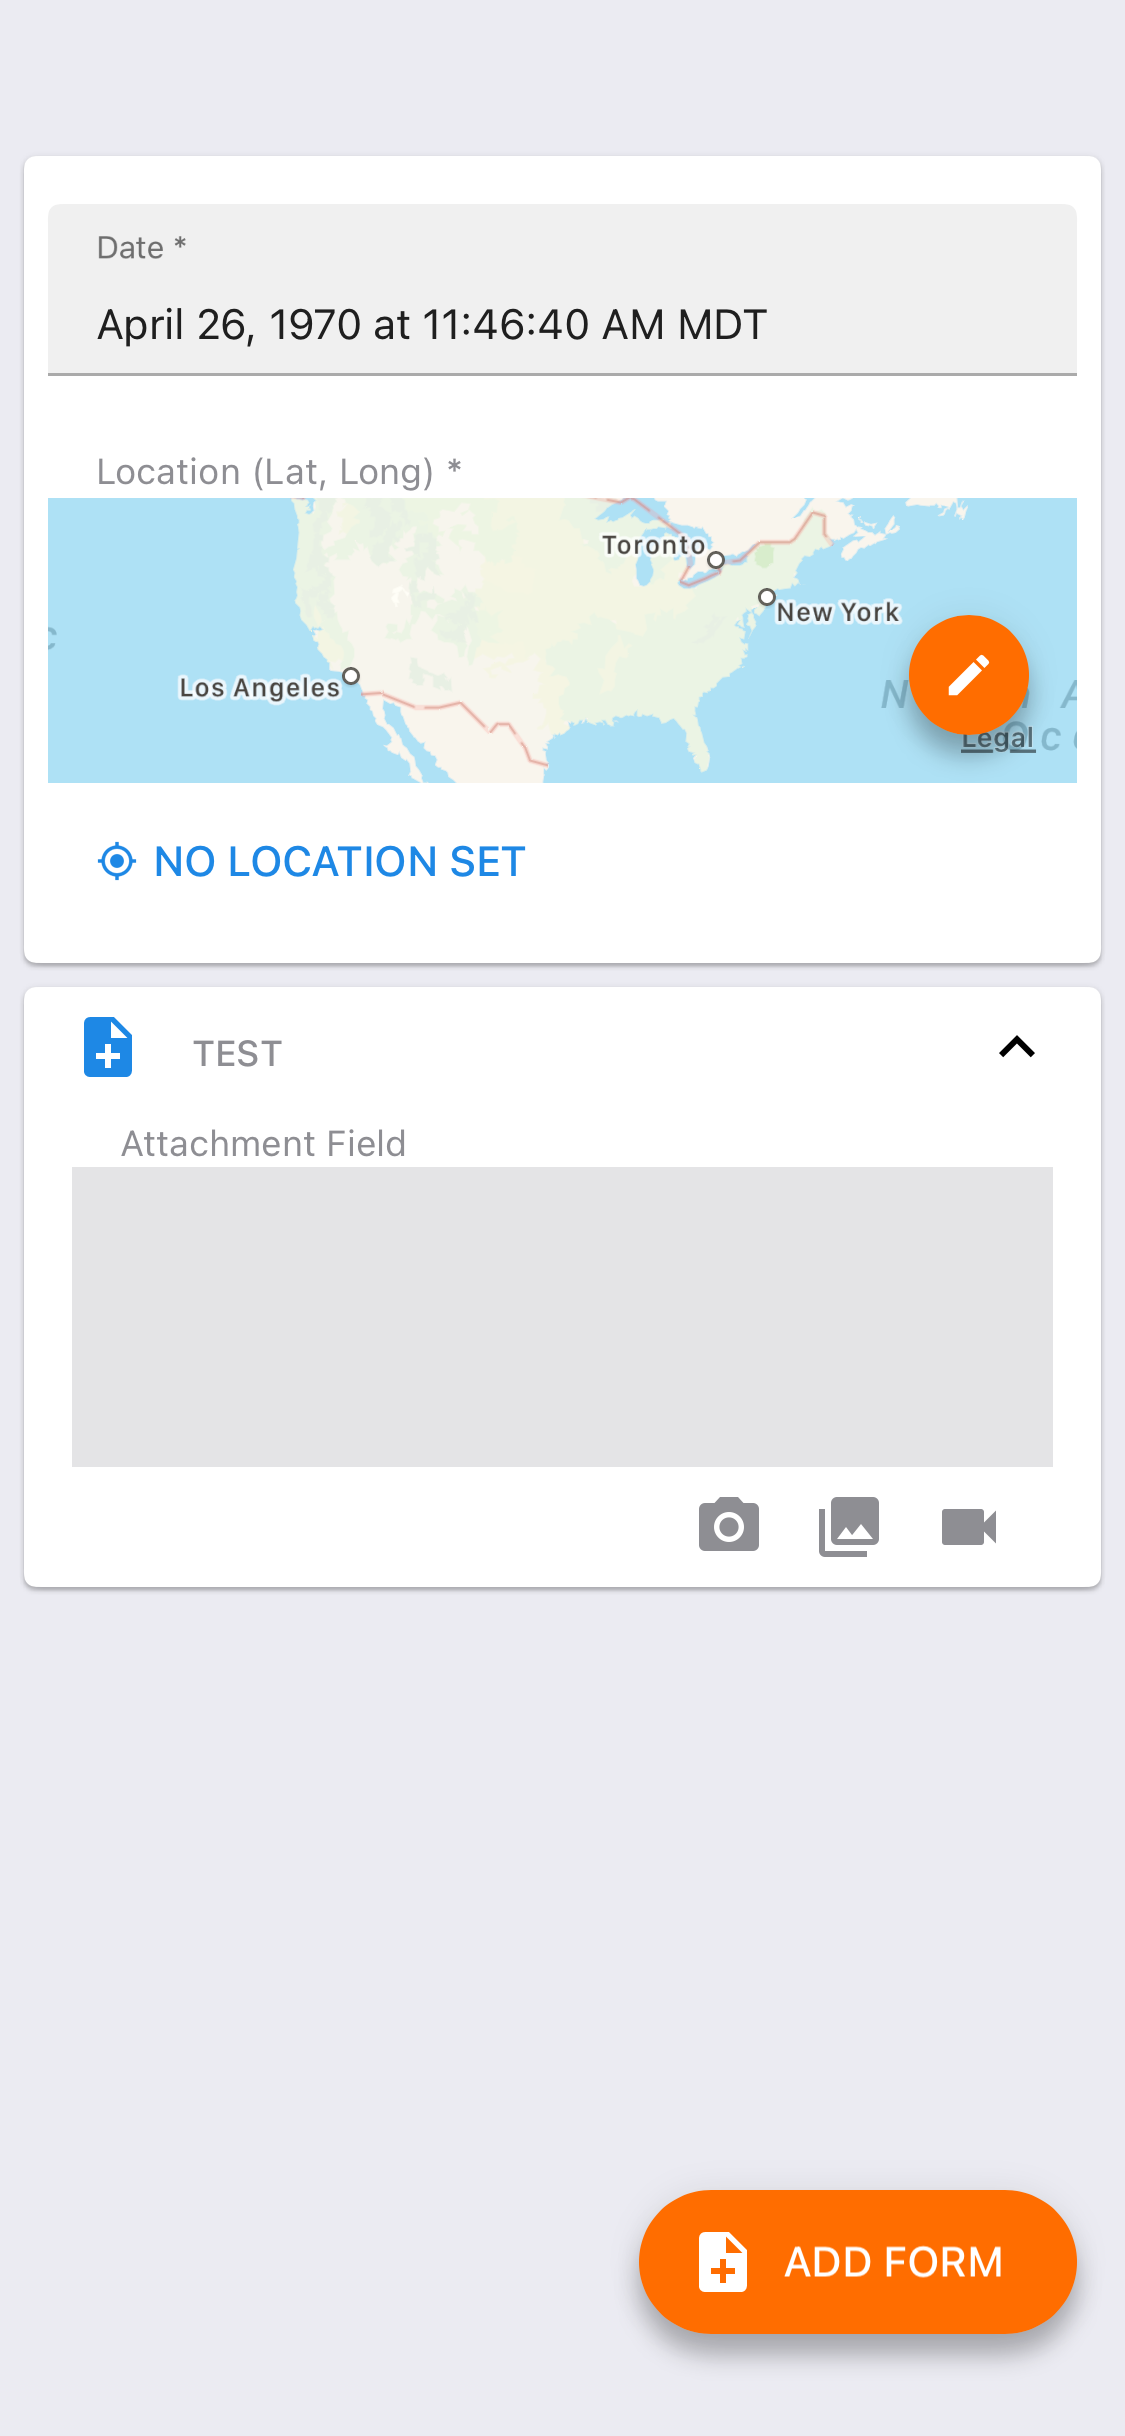 Date *
April 26, 1970 at 11:46:40 AM MDT
Location (Lat, Long) *
Toronto
New York
Los Angeles
Legal
NO LOCATION SET
TEST
Attachment Field
ADD FORM